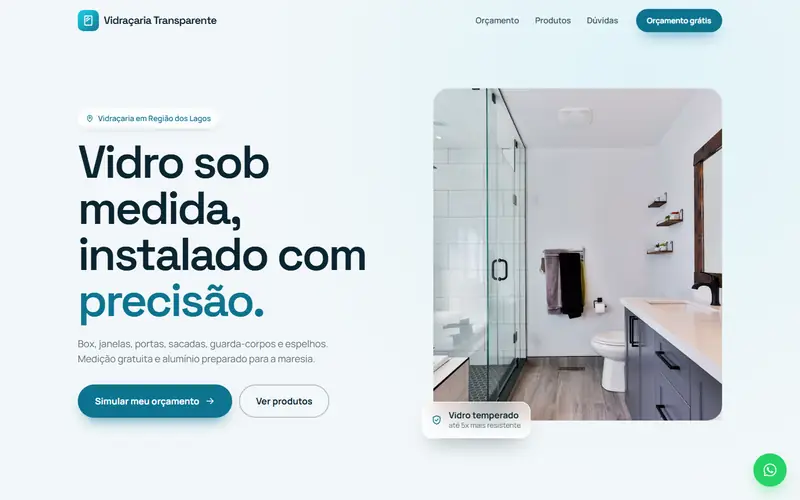 Vidraçaria Transparente
Orçamento
Produtos
Dúvidas
Orçamento grátis
Vidraçaria em Região dos Lagos
Vidro sob
medida,
instalado com
precisão.
Box, janelas, portas, sacadas, guarda-corpos e espelhos.
Medição gratuita e alumínio preparado para a maresia.
Simular meu orçamento
Ver produtos
Vidro temperado
até 5x mais resistente